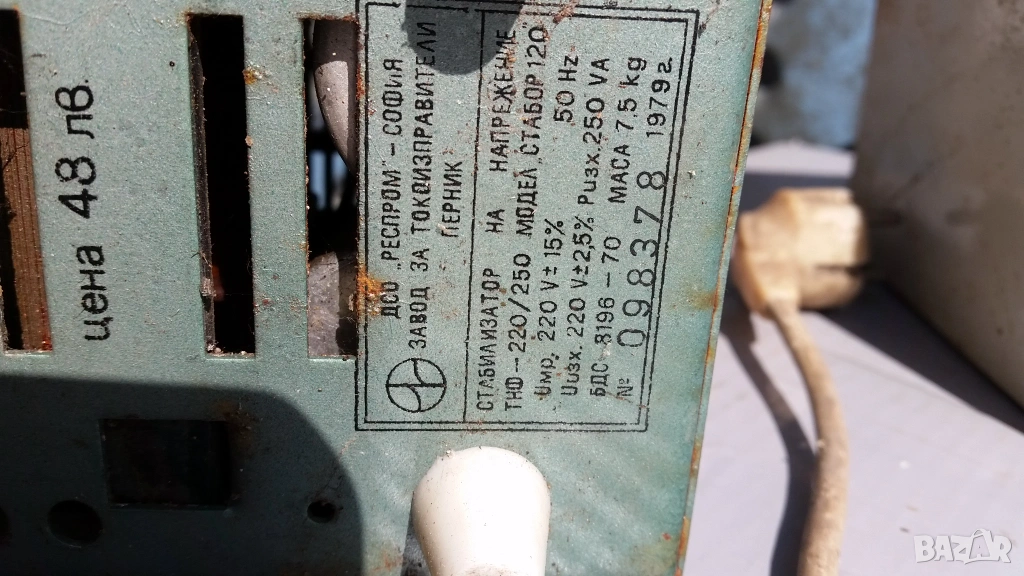 цена 48 лв.
ДСО „РЕСПРОМ" - СОФИЯ
ЗАВОД ЗА ТОКОИЗПРАВИТЕЛИ
ПЕРНИК
СТАБИЛИЗАТОР НА НАПРЕЖЕНИЕ
ТНФ-220/250 МОДЕЛ „СТАБОР 120"
Uмр. 220 V ± 15% 50 Hz
Uизх. 220 V ± 2,5% Pизх. 250 VA
БДС-8196-70 МАСА 7,5 kg
№ 098378 1979 г.
BAZAR